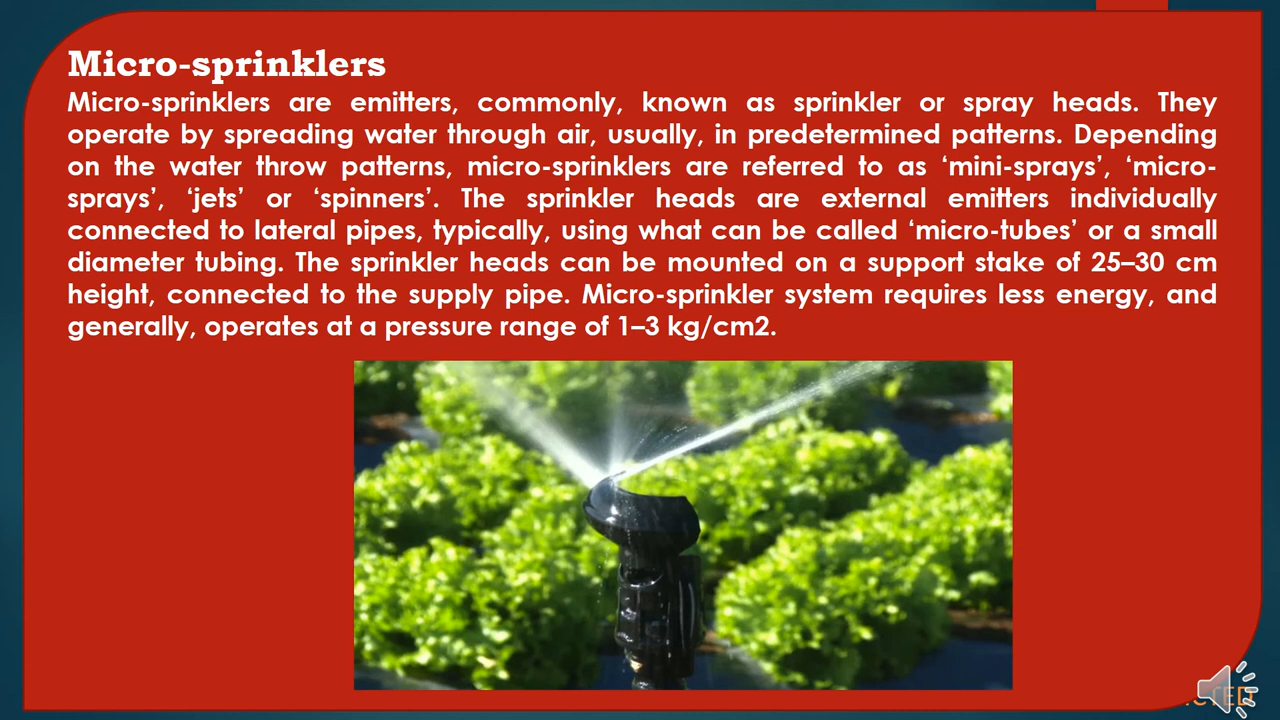 Micro-sprinklers
Micro-sprinklers are emitters, commonly, known as sprinkler or spray heads. They
operate by spreading water through air, usually, in predetermined patterns. Depending
on the water throw patterns, micro-sprinklers are referred to as ‘mini-sprays’, ‘micro-
sprays’, ‘jets’ or ‘spinners’. The sprinkler heads are external emitters individually
connected to lateral pipes, typically, using what can be called ‘micro-tubes’ or a small
diameter tubing. The sprinkler heads can be mounted on a support stake of 25–30 cm
height, connected to the supply pipe. Micro-sprinkler system requires less energy, and
generally, operates at a pressure range of 1–3 kg/cm2.